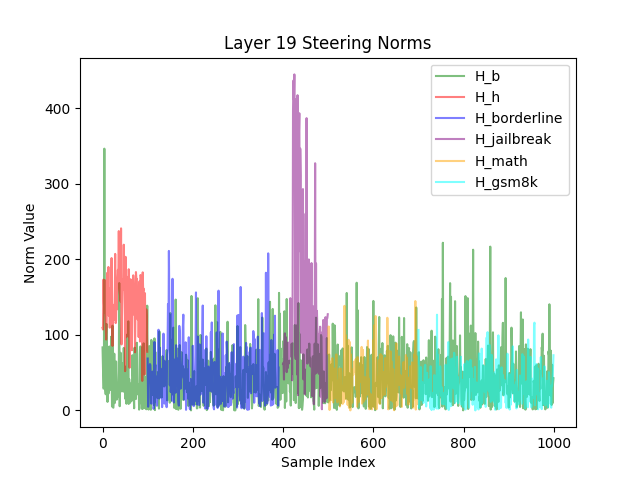 Layer 19 Steering Norms
H_b
H_h
H_borderline
H_jailbreak
H_math
H_gsm8k
Norm Value
400
300
200
100
0
0
200
400
600
800
1000
Sample Index